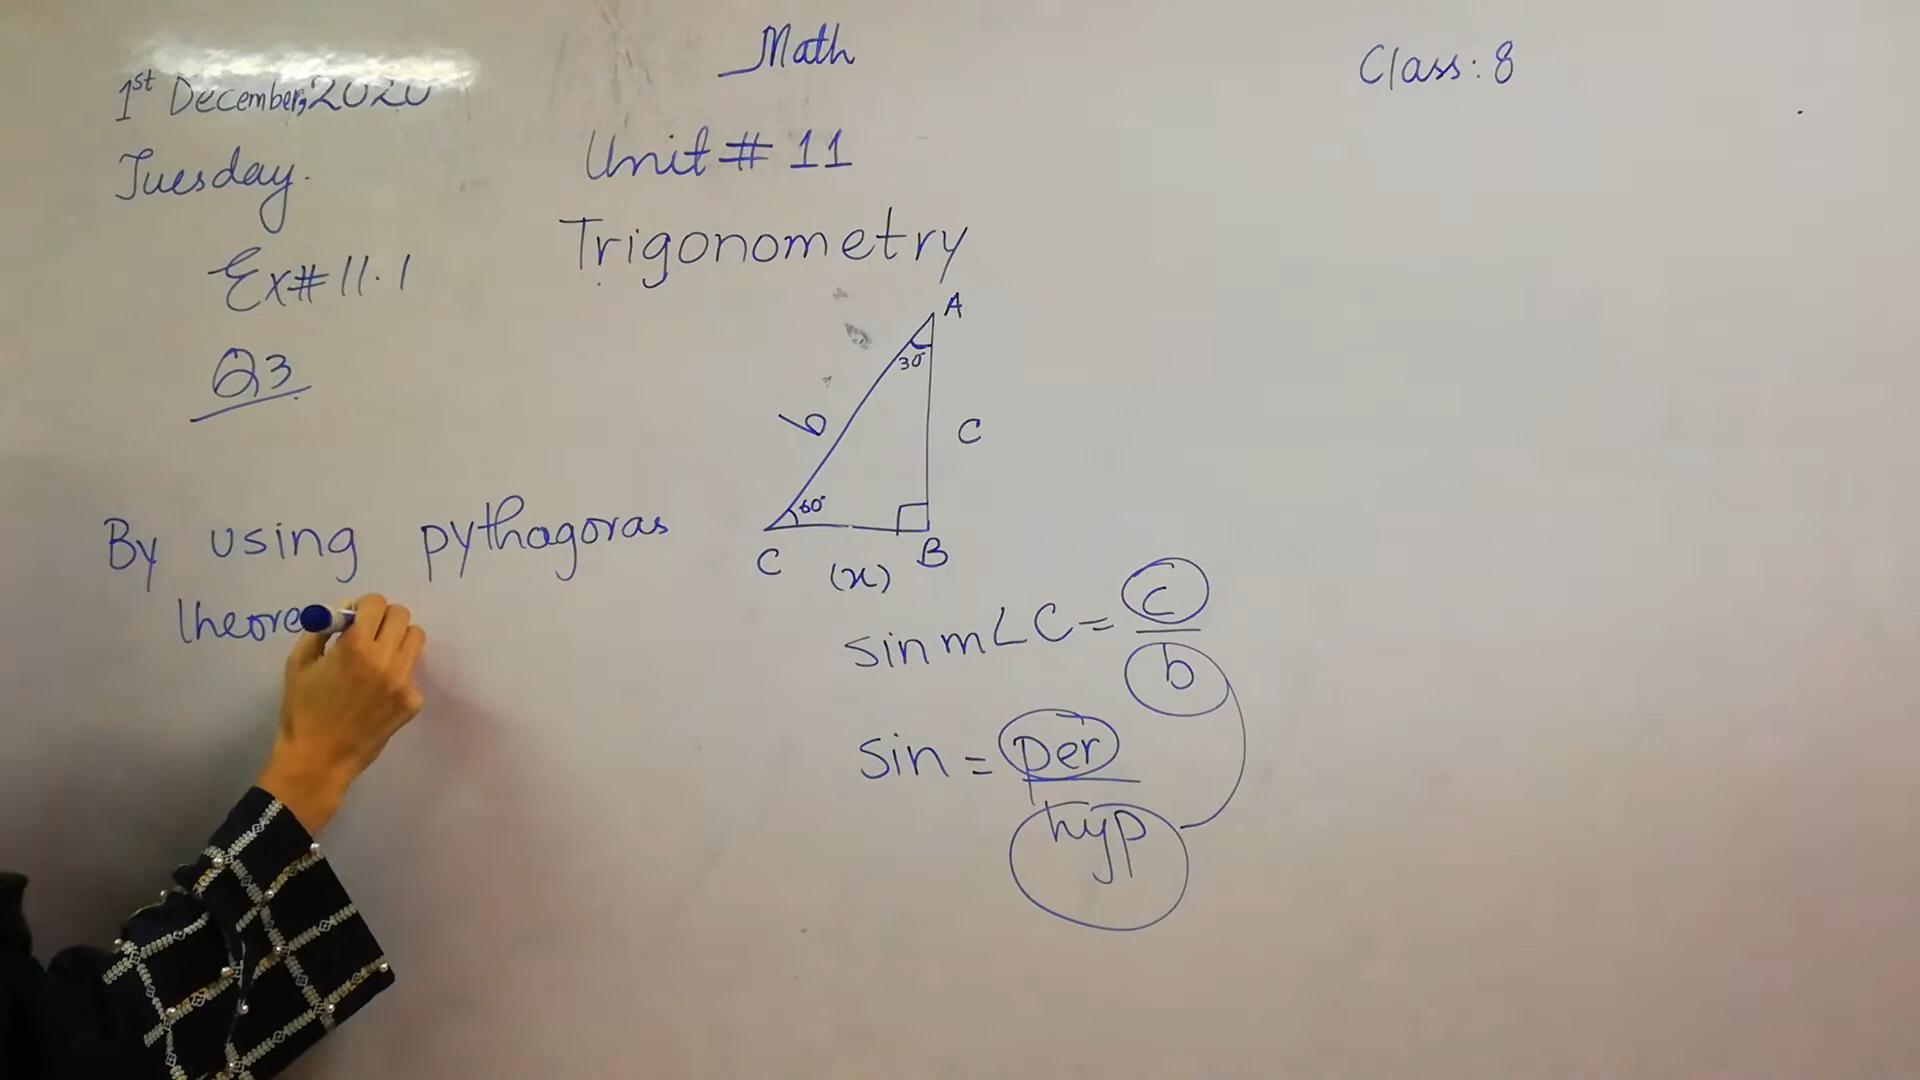 Math
Class: 8
1st December, 2020
Tuesday.
Unit # 11
Trigonometry
Ex# 11.1
Q3
A
30°
b
C
60°
C
B
(x)
By using pythagoras
theore
sin m∠C = c/b
sin = per/hyp